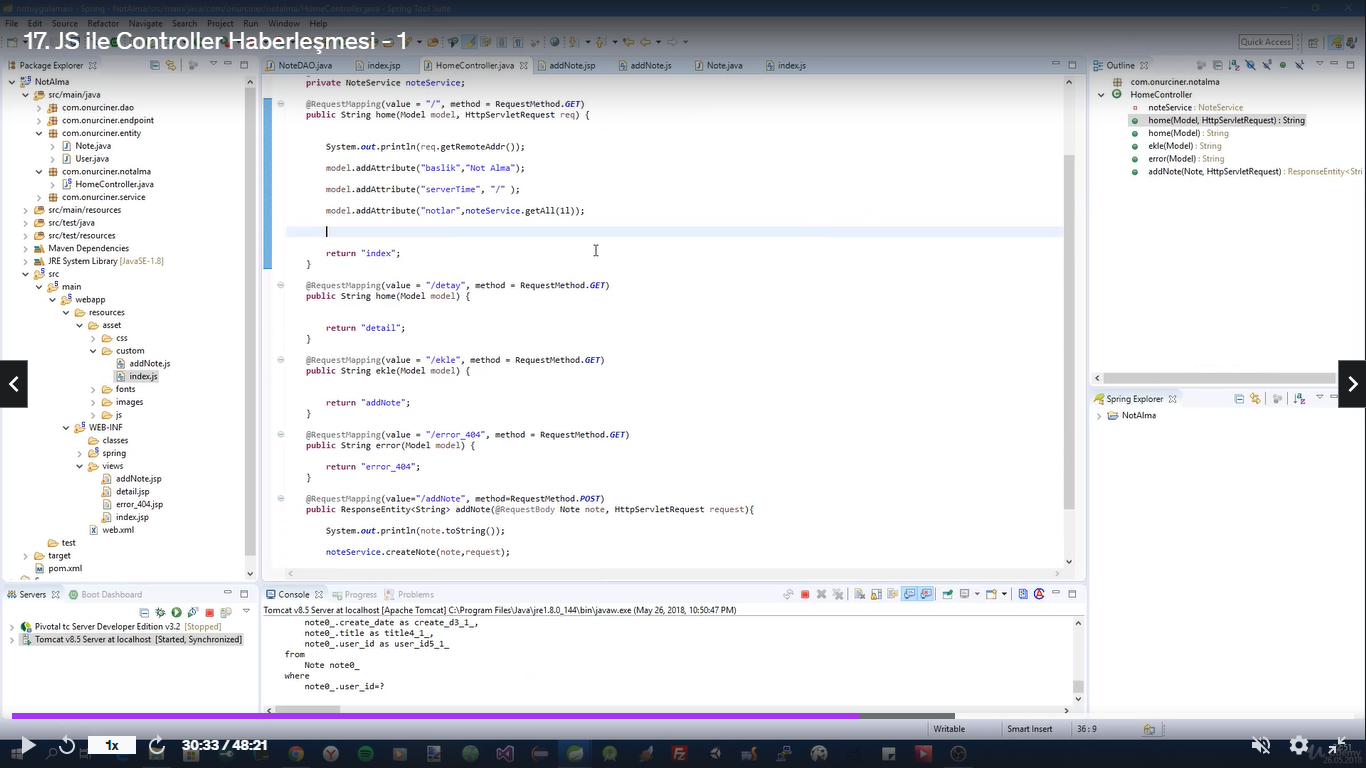 notuygulaması - Spring - NotAlma/src/main/java/com/onurciner/notalma/HomeController.java - Spring Tool Suite
File Edit Source Refactor Navigate Search Project Run Window Help
17. JS ile Controller Haberleşmesi - 1
Quick Access
Package Explorer
NotAlma
src/main/java
com.onurciner.dao
com.onurciner.endpoint
com.onurciner.entity
Note.java
User.java
com.onurciner.notalma
HomeController.java
com.onurciner.service
src/main/resources
src/test/java
src/test/resources
Maven Dependencies
JRE System Library [JavaSE-1.8]
src
main
webapp
resources
asset
css
custom
addNote.js
index.js
fonts
images
js
WEB-INF
classes
spring
views
addNote.jsp
detail.jsp
error_404.jsp
index.jsp
web.xml
test
target
pom.xml
NoteDAO.java index.jsp HomeController.java addNote.jsp addNote.js Note.java index.js
private NoteService noteService;
@RequestMapping(value = "/", method = RequestMethod.GET)
public String home(Model model, HttpServletRequest req) {
System.out.println(req.getRemoteAddr());
model.addAttribute("baslik","Not Alma");
model.addAttribute("serverTime", "/" );
model.addAttribute("notlar",noteService.getAll(1l));
return "index";
}
@RequestMapping(value = "/detay", method = RequestMethod.GET)
public String home(Model model) {
return "detail";
}
@RequestMapping(value = "/ekle", method = RequestMethod.GET)
public String ekle(Model model) {
return "addNote";
}
@RequestMapping(value = "/error_404", method = RequestMethod.GET)
public String error(Model model) {
return "error_404";
}
@RequestMapping(value="/addNote", method=RequestMethod.POST)
public ResponseEntity<String> addNote(@RequestBody Note note, HttpServletRequest request){
System.out.println(note.toString());
noteService.createNote(note,request);
Outline
com.onurciner.notalma
HomeController
noteService : NoteService
home(Model, HttpServletRequest) : String
home(Model) : String
ekle(Model) : String
error(Model) : String
addNote(Note, HttpServletRequest) : ResponseEntity<Stri
Spring Explorer
NotAlma
Servers Boot Dashboard
Pivotal tc Server Developer Edition v3.2 [Stopped]
Tomcat v8.5 Server at localhost [Started, Synchronized]
Console Progress Problems
Tomcat v8.5 Server at localhost [Apache Tomcat] C:\Program Files\Java\jre1.8.0_144\bin\javaw.exe (May 26, 2018, 10:50:47 PM)
note0_.create_date as create_d3_1_,
note0_.title as title4_1_,
note0_.user_id as user_id5_1_
from
Note note0_
where
note0_.user_id=?
Writable Smart Insert 36 : 9
1x 30:33 / 48:21
26.05.2018